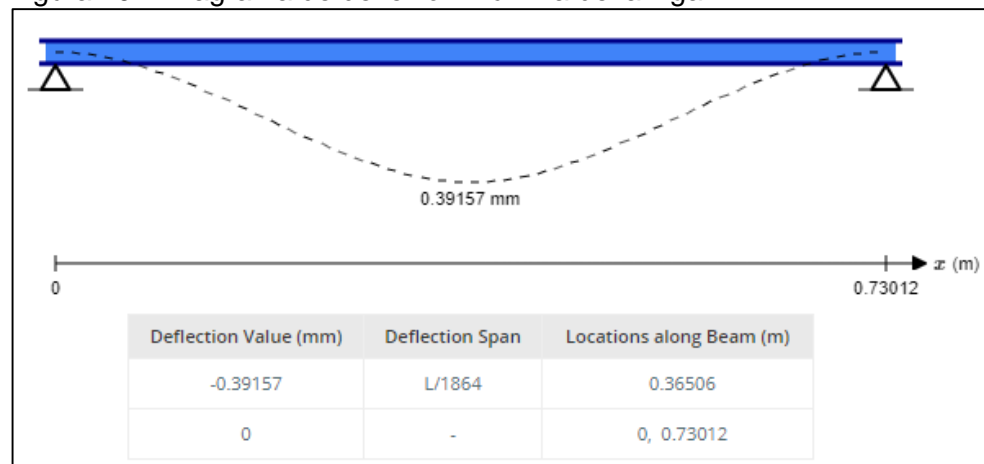 0.39157 mm
x (m)
0
0.73012
Deflection Value (mm) Deflection Span Locations along Beam (m)
-0.39157 L/1864 0.36506
0 - 0, 0.73012